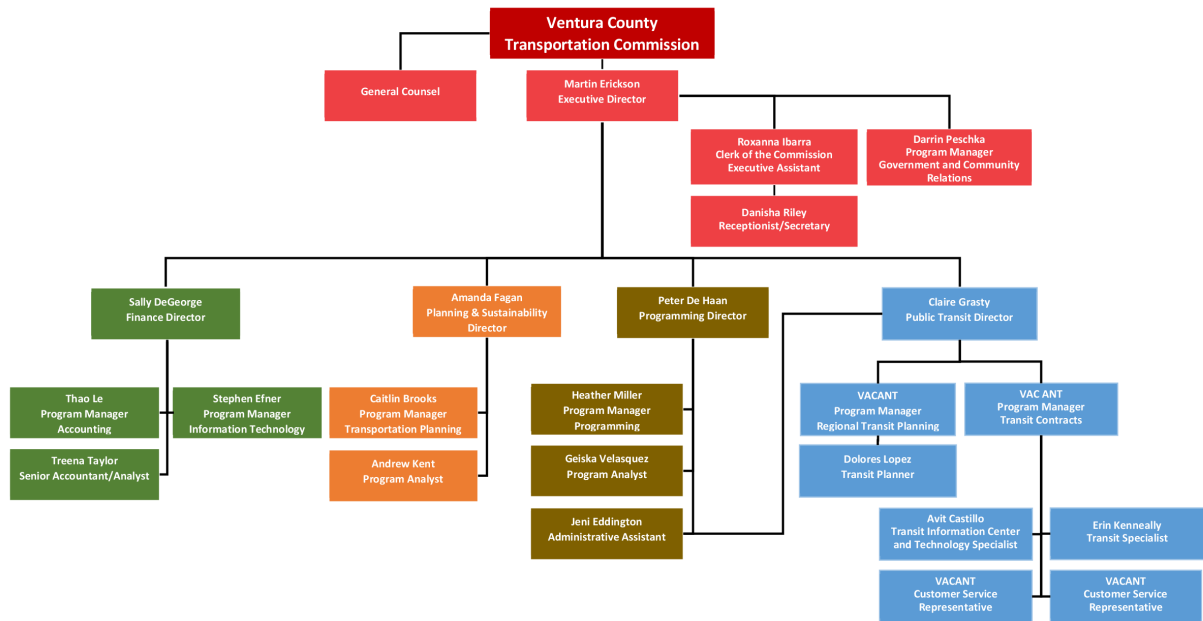 Ventura County
Transportation Commission
General Counsel
Martin Erickson
Executive Director
Roxanna Ibarra
Clerk of the Commission
Executive Assistant
Darrin Peschka
Program Manager
Government and Community
Relations
Danisha Riley
Receptionist/Secretary
Sally DeGeorge
Finance Director
Amanda Fagan
Planning & Sustainability
Director
Peter De Haan
Programming Director
Claire Grasty
Public Transit Director
Thao Le
Program Manager
Accounting
Stephen Efner
Program Manager
Information Technology
Treena Taylor
Senior Accountant/Analyst
Caitlin Brooks
Program Manager
Transportation Planning
Andrew Kent
Program Analyst
Heather Miller
Program Manager
Programming
Geiska Velasquez
Program Analyst
Jeni Eddington
Administrative Assistant
VACANT
Program Manager
Regional Transit Planning
VAC ANT
Program Manager
Transit Contracts
Dolores Lopez
Transit Planner
Avit Castillo
Transit Information Center
and Technology Specialist
Erin Kenneally
Transit Specialist
VACANT
Customer Service
Representative
VACANT
Customer Service
Representative